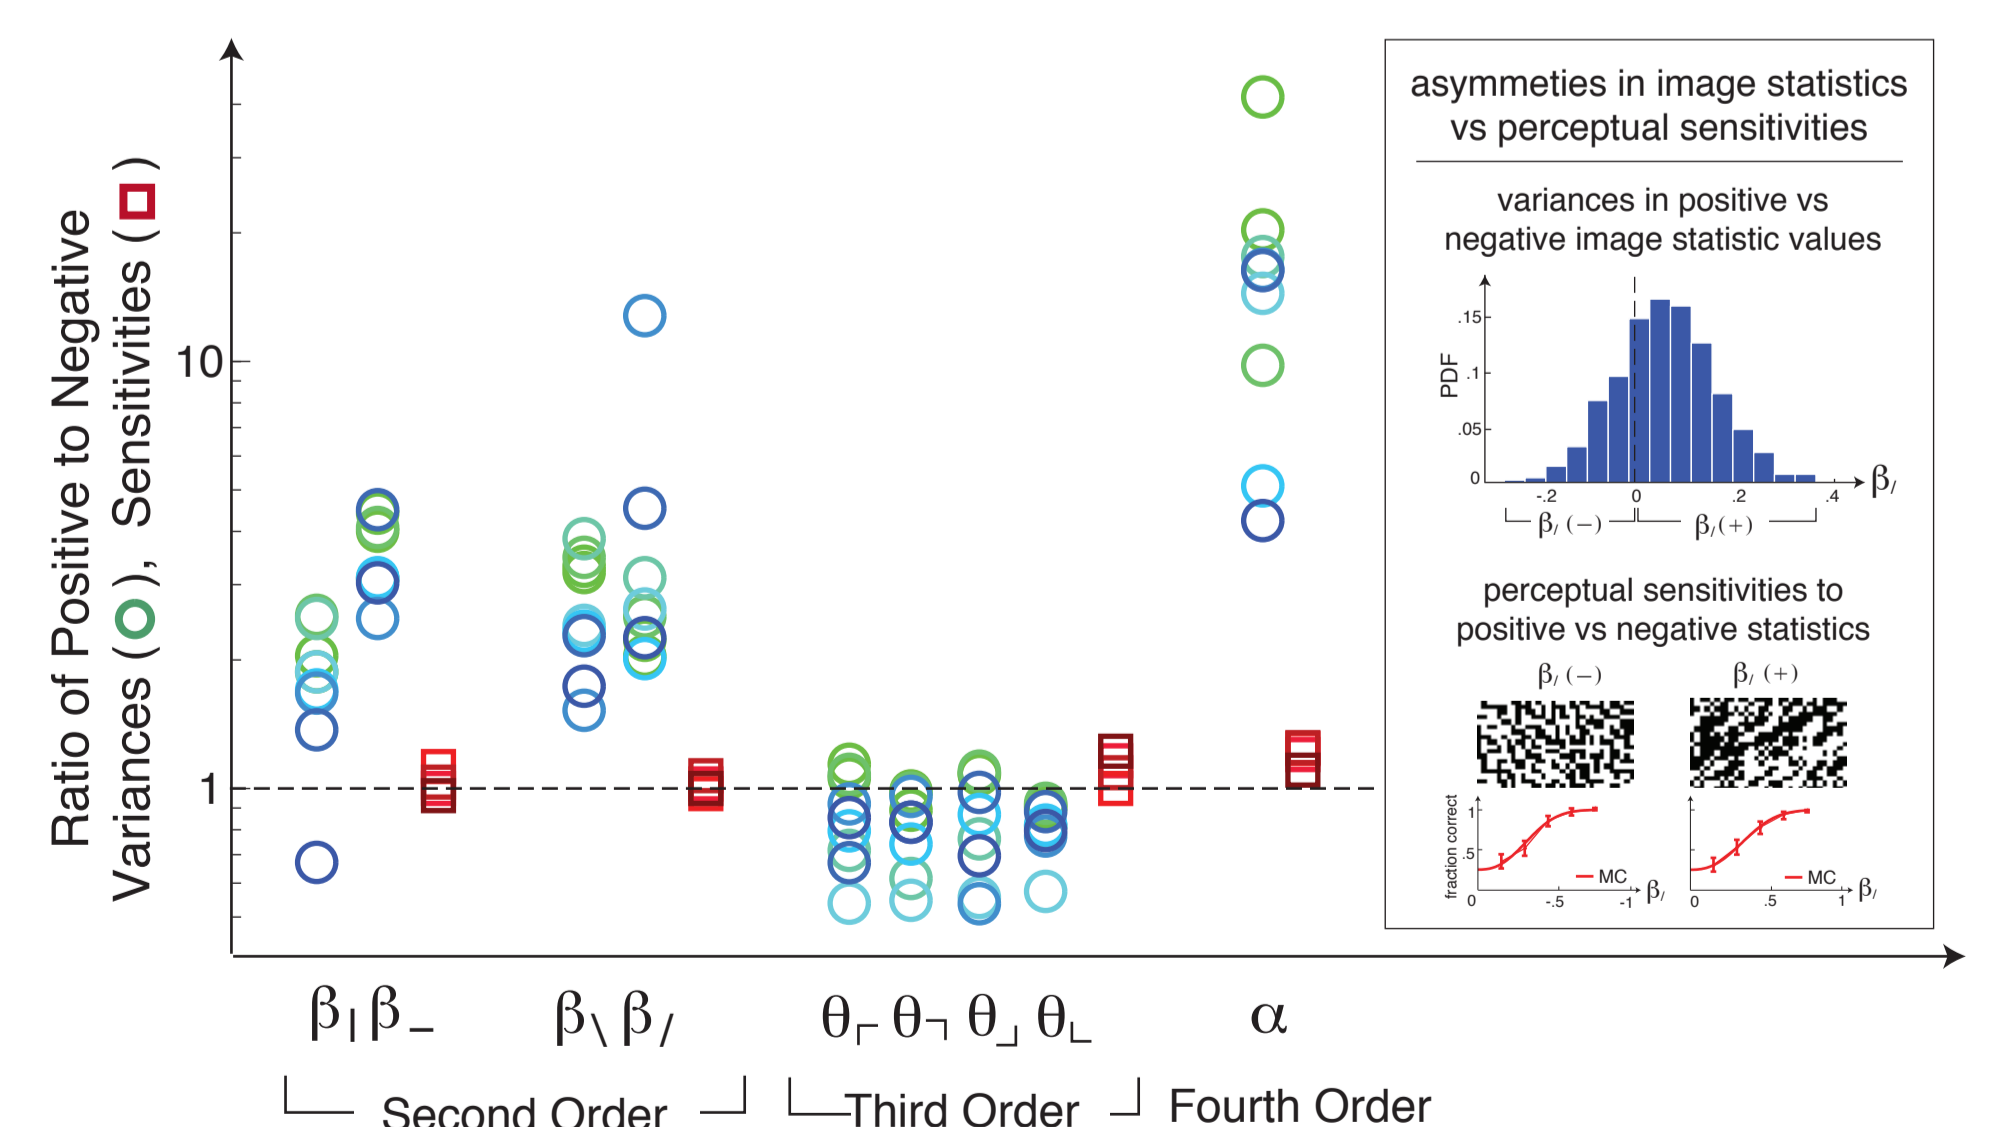 Ratio of Positive to Negative
Variances (○), Sensitivities (□)
10
1
β| β–
β\ β/
θ┌ θ┐ θ┘ θ└
α
Second Order
Third Order
Fourth Order
asymmeties in image statistics
vs perceptual sensitivities
variances in positive vs
negative image statistic values
PDF
.15
.1
.05
0
-.2 0 .2 .4
β/
β/ (−) β/(+)
perceptual sensitivities to
positive vs negative statistics
β/ (−) β/ (+)
fraction correct
1
.5
MC
0 -.5 -1 β/
MC
0 .5 1 β/